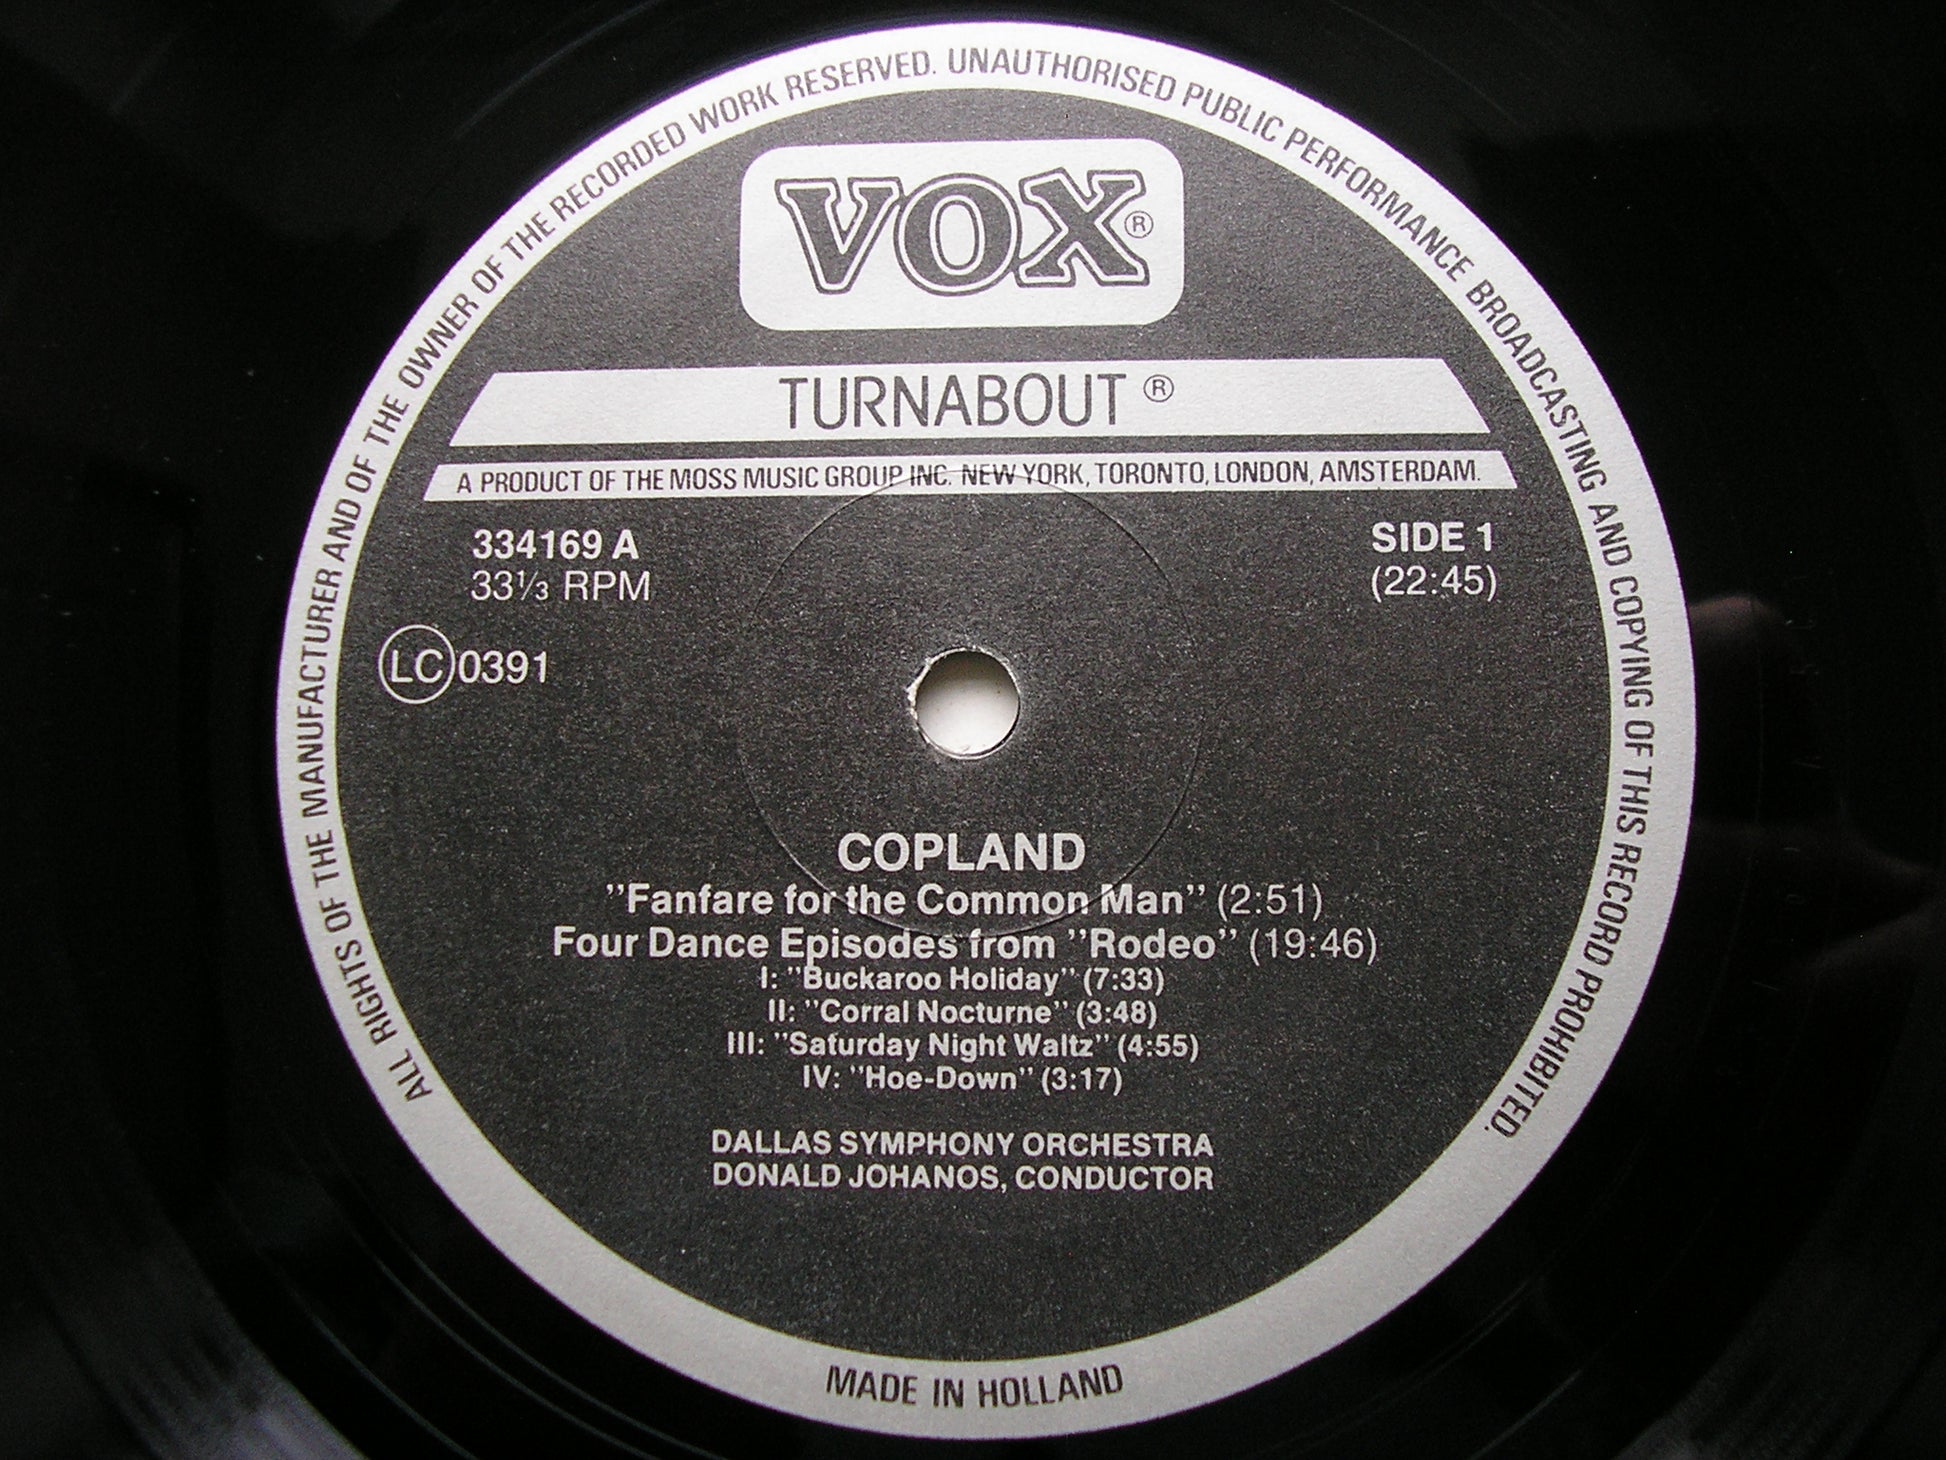 ALL RIGHTS OF THE MANUFACTURER AND OF THE OWNER OF THE RECORDED WORK RESERVED. UNAUTHORISED PUBLIC PERFORMANCE BROADCASTING AND COPYING OF THIS RECORD PROHIBITED.
VOX®
TURNABOUT®
A PRODUCT OF THE MOSS MUSIC GROUP INC. NEW YORK, TORONTO, LONDON, AMSTERDAM.
334169 A
33⅓ RPM
SIDE 1
(22:45)
LC 0391
COPLAND
"Fanfare for the Common Man" (2:51)
Four Dance Episodes from "Rodeo" (19:46)
I: "Buckaroo Holiday" (7:33)
II: "Corral Nocturne" (3:48)
III: "Saturday Night Waltz" (4:55)
IV: "Hoe-Down" (3:17)
DALLAS SYMPHONY ORCHESTRA
DONALD JOHANOS, CONDUCTOR
MADE IN HOLLAND